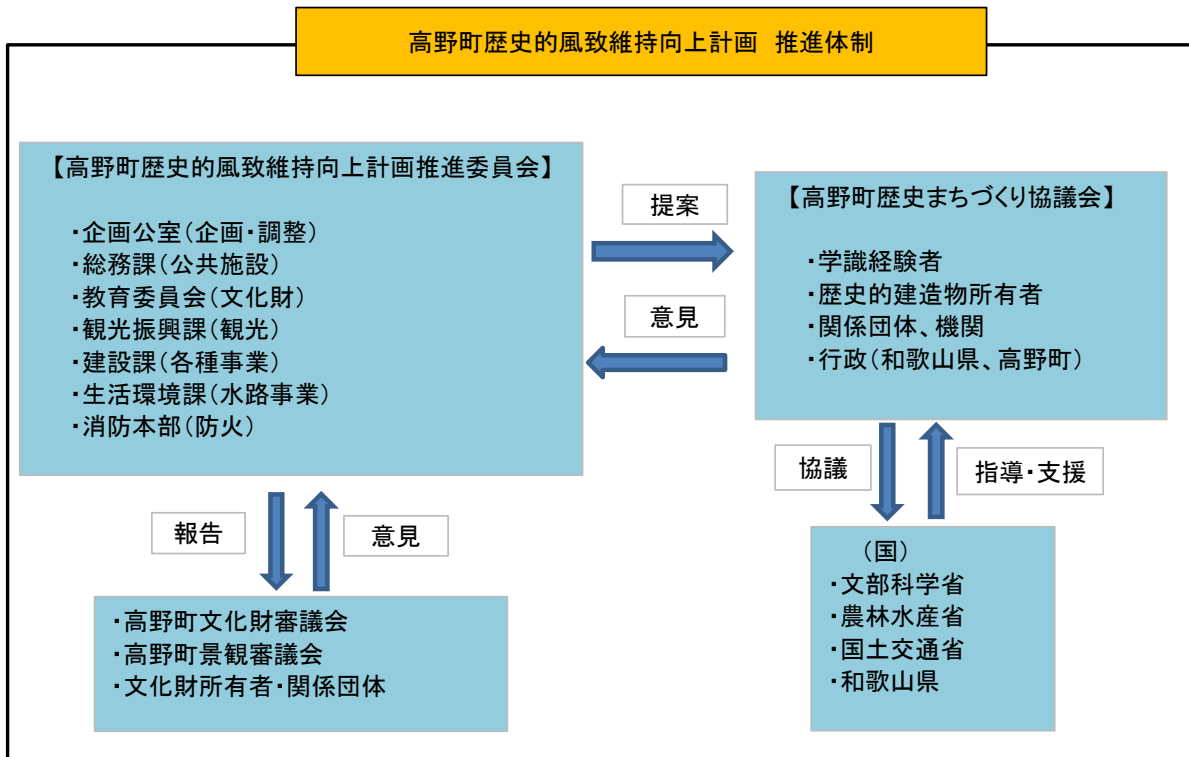 高野町歴史的風致維持向上計画 推進体制
【高野町歴史的風致維持向上計画推進委員会】
・企画公室(企画・調整)
・総務課(公共施設)
・教育委員会(文化財)
・観光振興課(観光)
・建設課(各種事業)
・生活環境課(水路事業)
・消防本部(防火)
提案
意見
【高野町歴史まちづくり協議会】
・学識経験者
・歴史的建造物所有者
・関係団体、機関
・行政(和歌山県、高野町)
報告
意見
協議
指導・支援
・高野町文化財審議会
・高野町景観審議会
・文化財所有者・関係団体
(国)
・文部科学省
・農林水産省
・国土交通省
・和歌山県